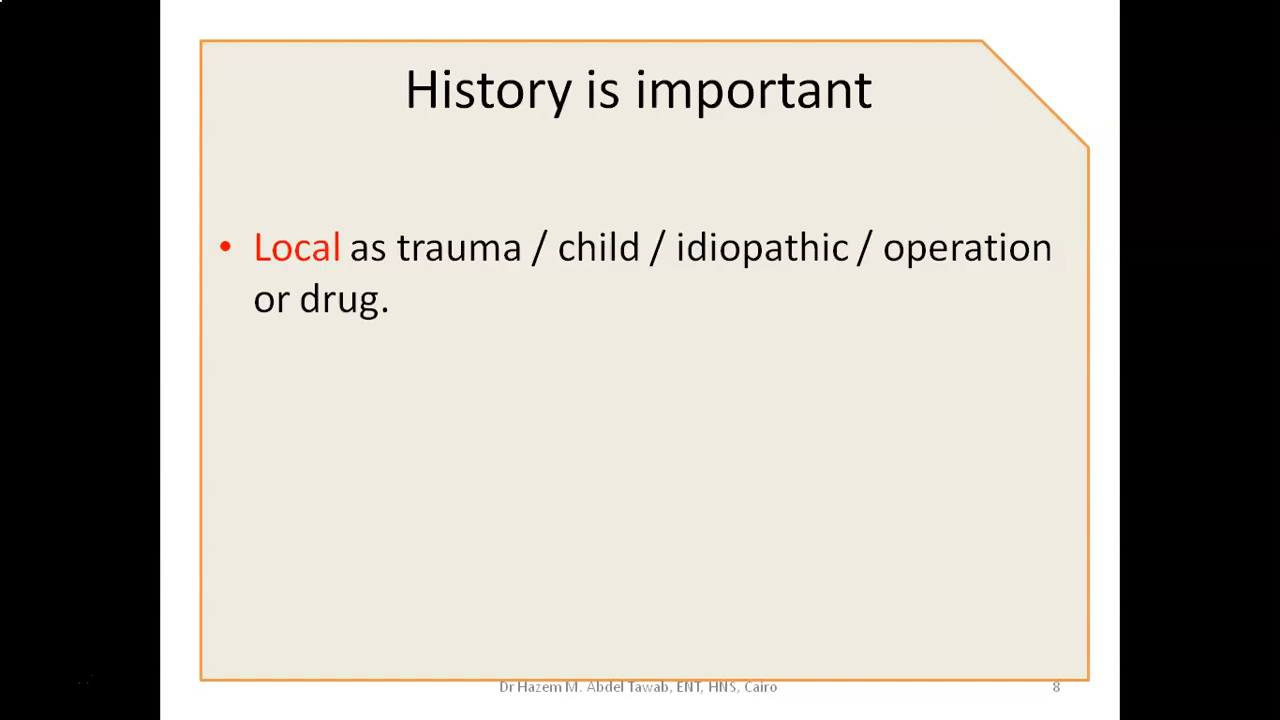 History is important
• Local as trauma / child / idiopathic / operation
or drug.
Dr Hazem M. Abdel Tawab, ENT, HNS, Cairo 8